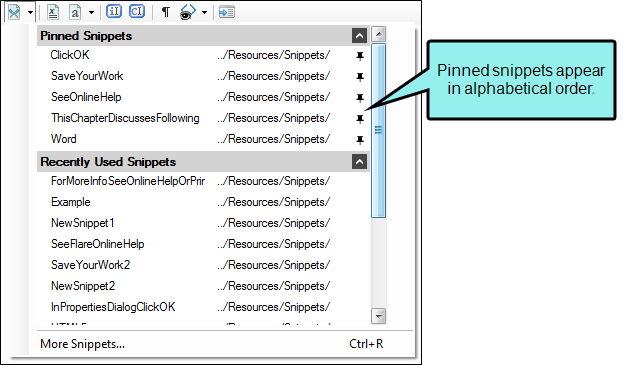 Pinned Snippets
ClickOK ../Resources/Snippets/
SaveYourWork ../Resources/Snippets/
SeeOnlineHelp ../Resources/Snippets/
ThisChapterDiscussesFollowing ../Resources/Snippets/
Word ../Resources/Snippets/
Pinned snippets appear
in alphabetical order.
Recently Used Snippets
ForMoreInfoSeeOnlineHelpOrPrir ../Resources/Snippets/
Example ../Resources/Snippets/
NewSnippet1 ../Resources/Snippets/
SeeFlareOnlineHelp ../Resources/Snippets/
SaveYourWork2 ../Resources/Snippets/
NewSnippet2 ../Resources/Snippets/
InPropertiesDialogClickOK ../Resources/Snippets/
../Resources/Snippets/
More Snippets... Ctrl+R